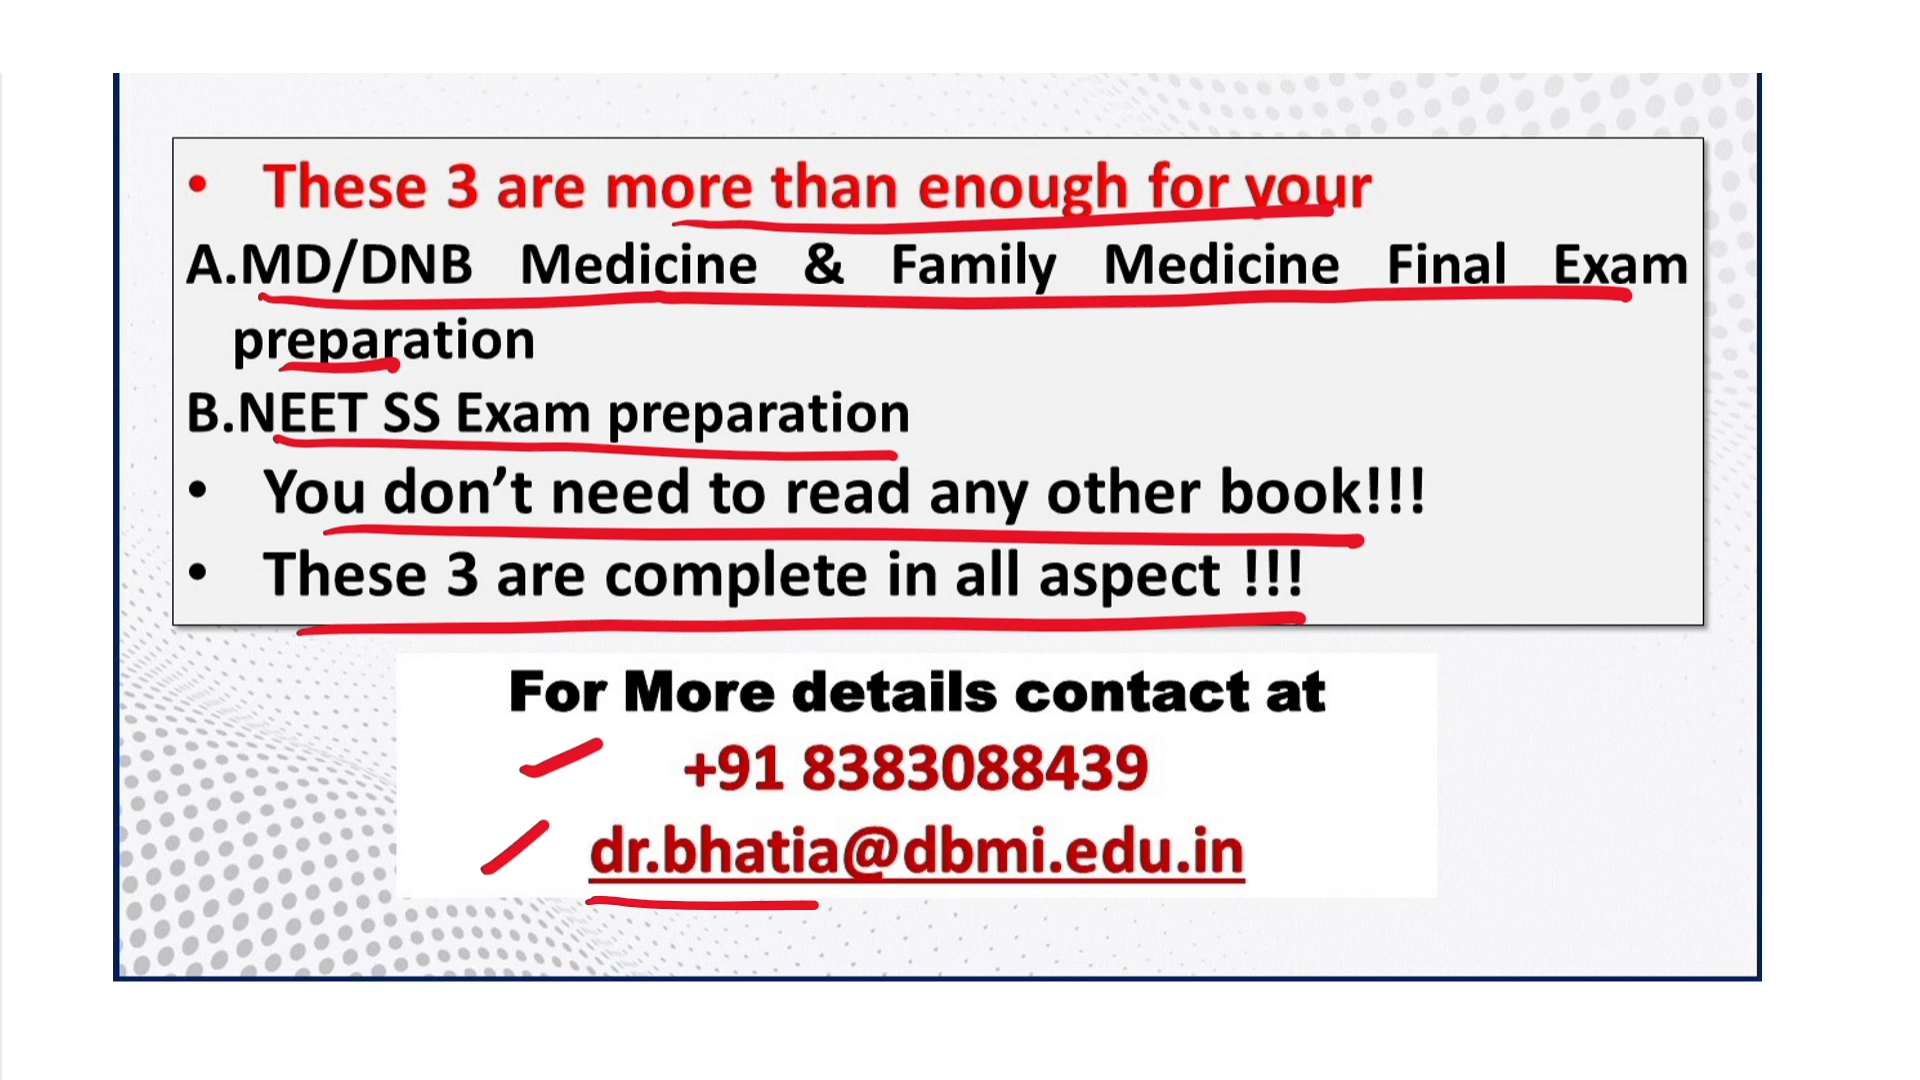 • These 3 are more than enough for your
A.MD/DNB Medicine & Family Medicine Final Exam
preparation
B.NEET SS Exam preparation
• You don’t need to read any other book!!!
• These 3 are complete in all aspect !!!
For More details contact at
+91 8383088439
dr.bhatia@dbmi.edu.in